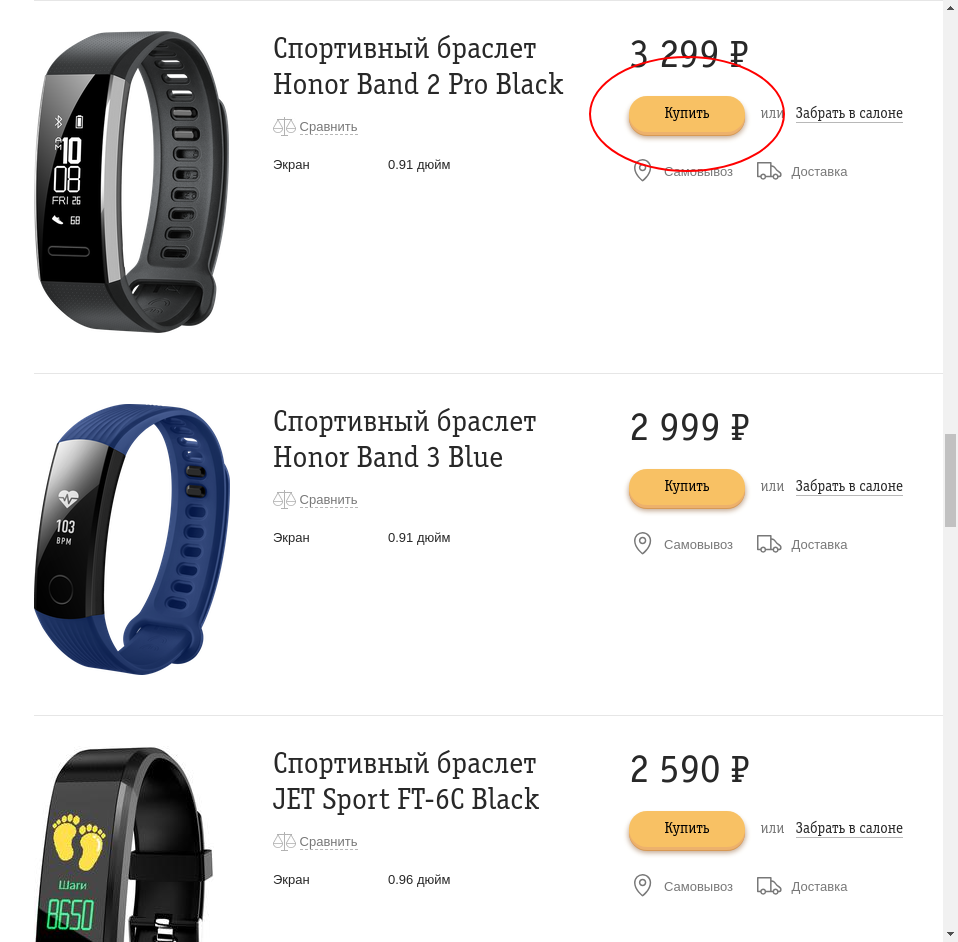 Спортивный браслет
Honor Band 2 Pro Black
Сравнить
Экран 0.91 дюйм
3 299 ₽
Купить или Забрать в салоне
Самовывоз Доставка
10
08
FRI 26
68
Спортивный браслет
Honor Band 3 Blue
Сравнить
Экран 0.91 дюйм
2 999 ₽
Купить или Забрать в салоне
Самовывоз Доставка
103
BPM
Спортивный браслет
JET Sport FT-6C Black
Сравнить
Экран 0.96 дюйм
2 590 ₽
Купить или Забрать в салоне
Самовывоз Доставка
Шаги
8650